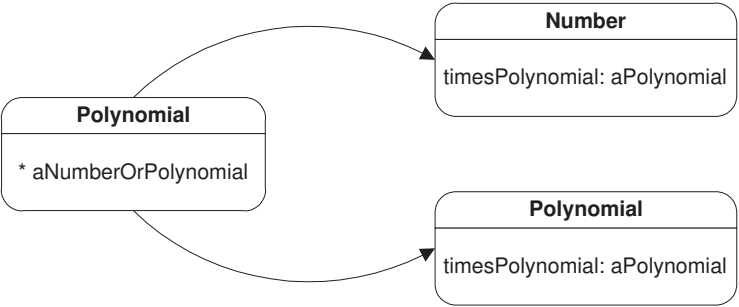 Number
timesPolynomial: aPolynomial
Polynomial
* aNumberOrPolynomial
Polynomial
timesPolynomial: aPolynomial